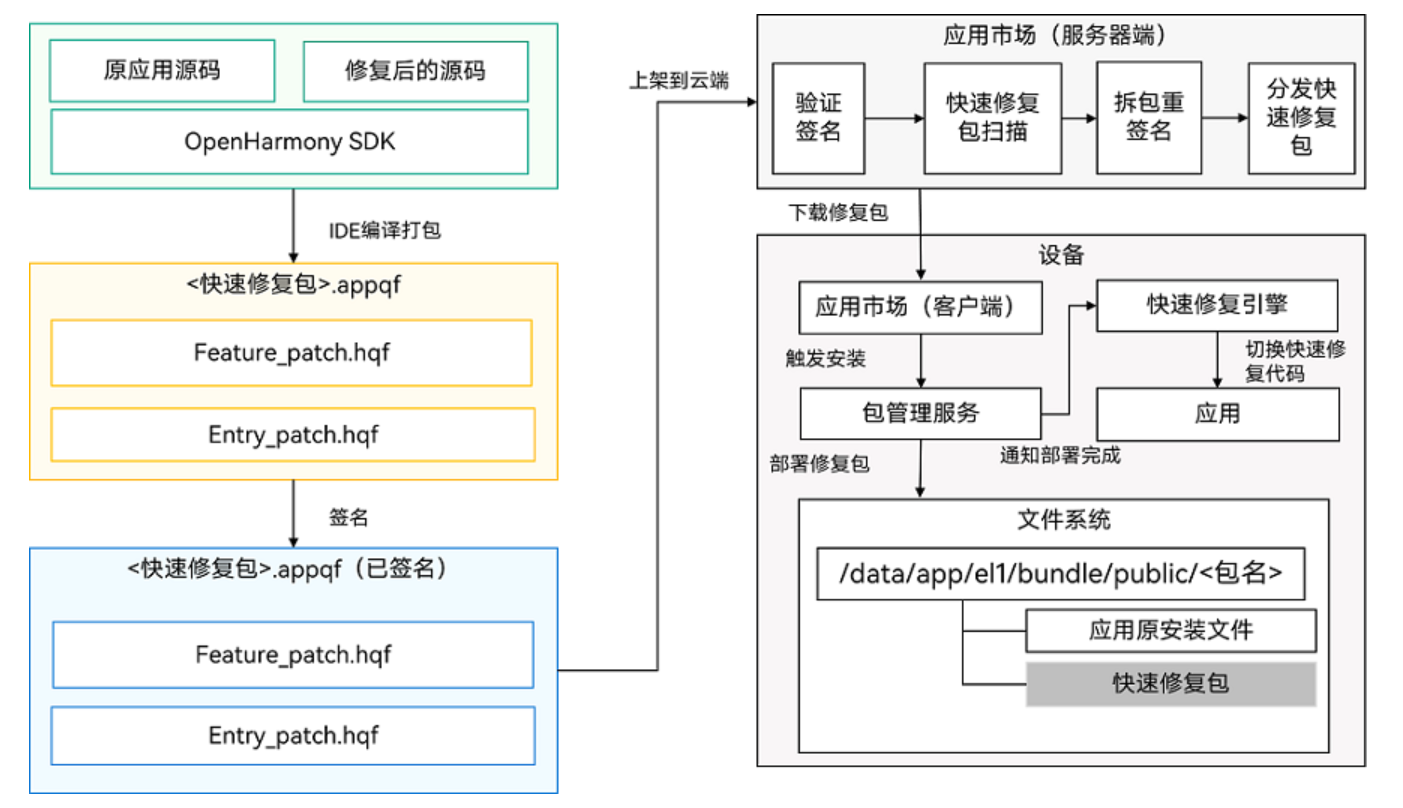 原应用源码
修复后的源码
OpenHarmony SDK
IDE编译打包
<快速修复包>.appqf
Feature_patch.hqf
Entry_patch.hqf
签名
<快速修复包>.appqf（已签名）
Feature_patch.hqf
Entry_patch.hqf
上架到云端
应用市场（服务器端）
验证
签名
快速修复
包扫描
拆包重
签名
分发快
速修复
包
下载修复包
设备
应用市场（客户端）
快速修复引擎
触发安装
切换快速修
复代码
包管理服务
应用
部署修复包
通知部署完成
文件系统
/data/app/el1/bundle/public/<包名>
应用原安装文件
快速修复包